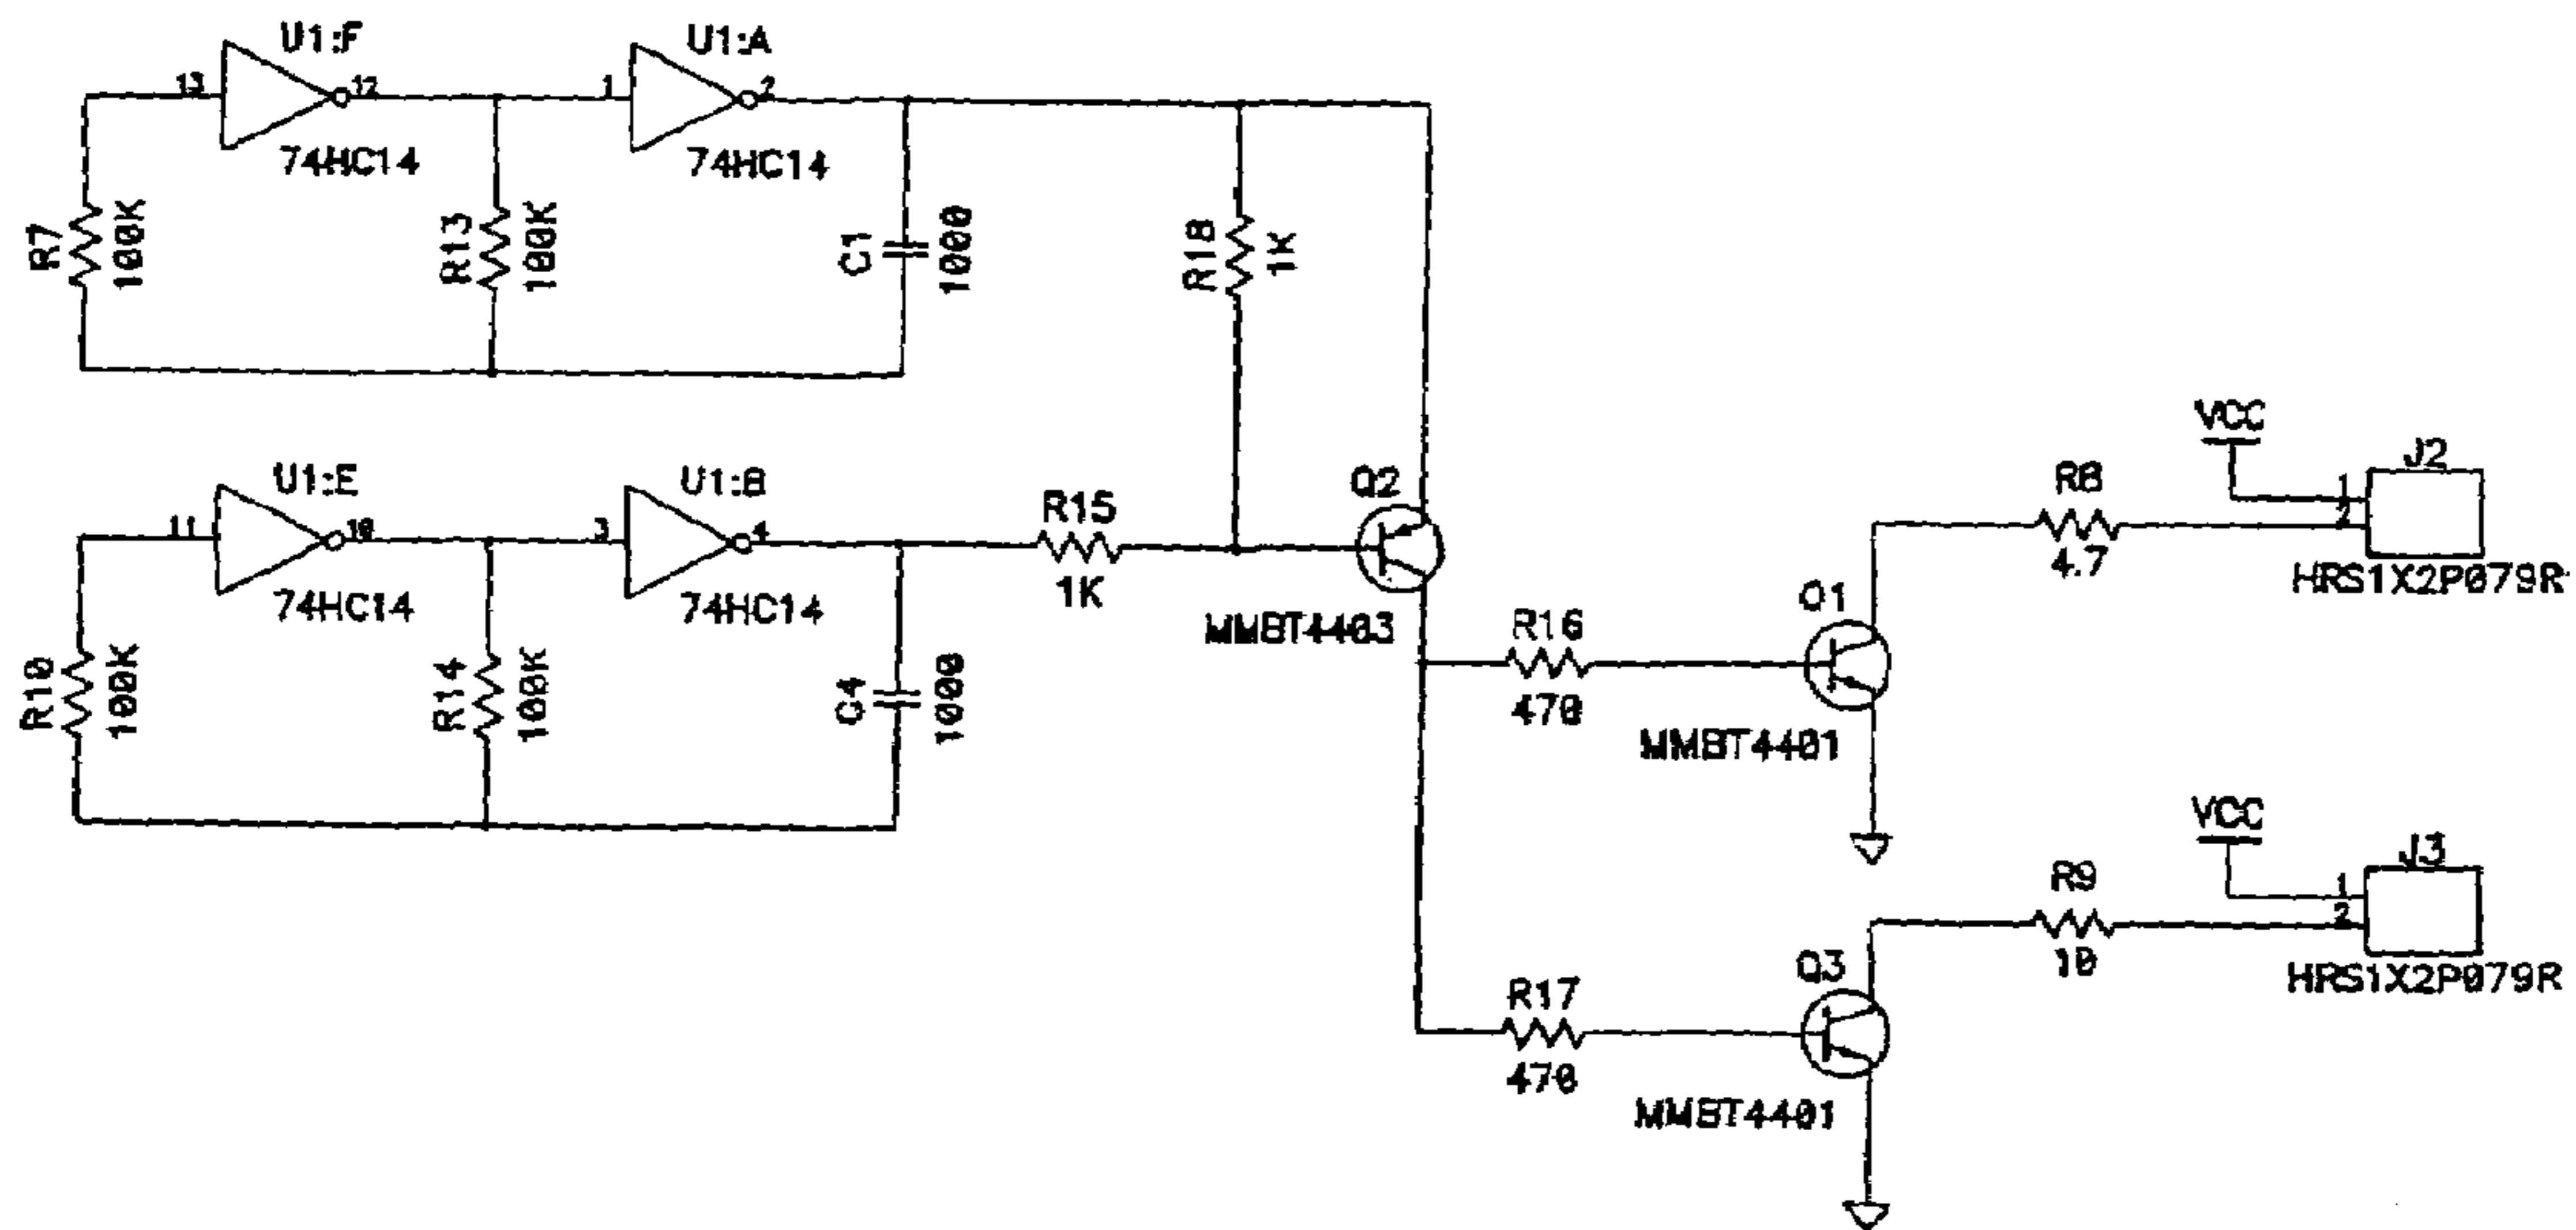 U1:F
13
12
74HC14
U1:A
1
2
74HC14
R7
100K
R13
100K
C1
1000
R18
1K
U1:E
11
10
74HC14
U1:B
3
4
74HC14
R10
100K
R14
100K
C4
1000
R15
1K
Q2
MMBT4403
R16
470
Q1
MMBT4401
R8
4.7
VCC
J2
1
2
HRS1X2P079R
R17
470
Q3
MMBT4401
R9
10
VCC
J3
1
2
HRS1X2P079R